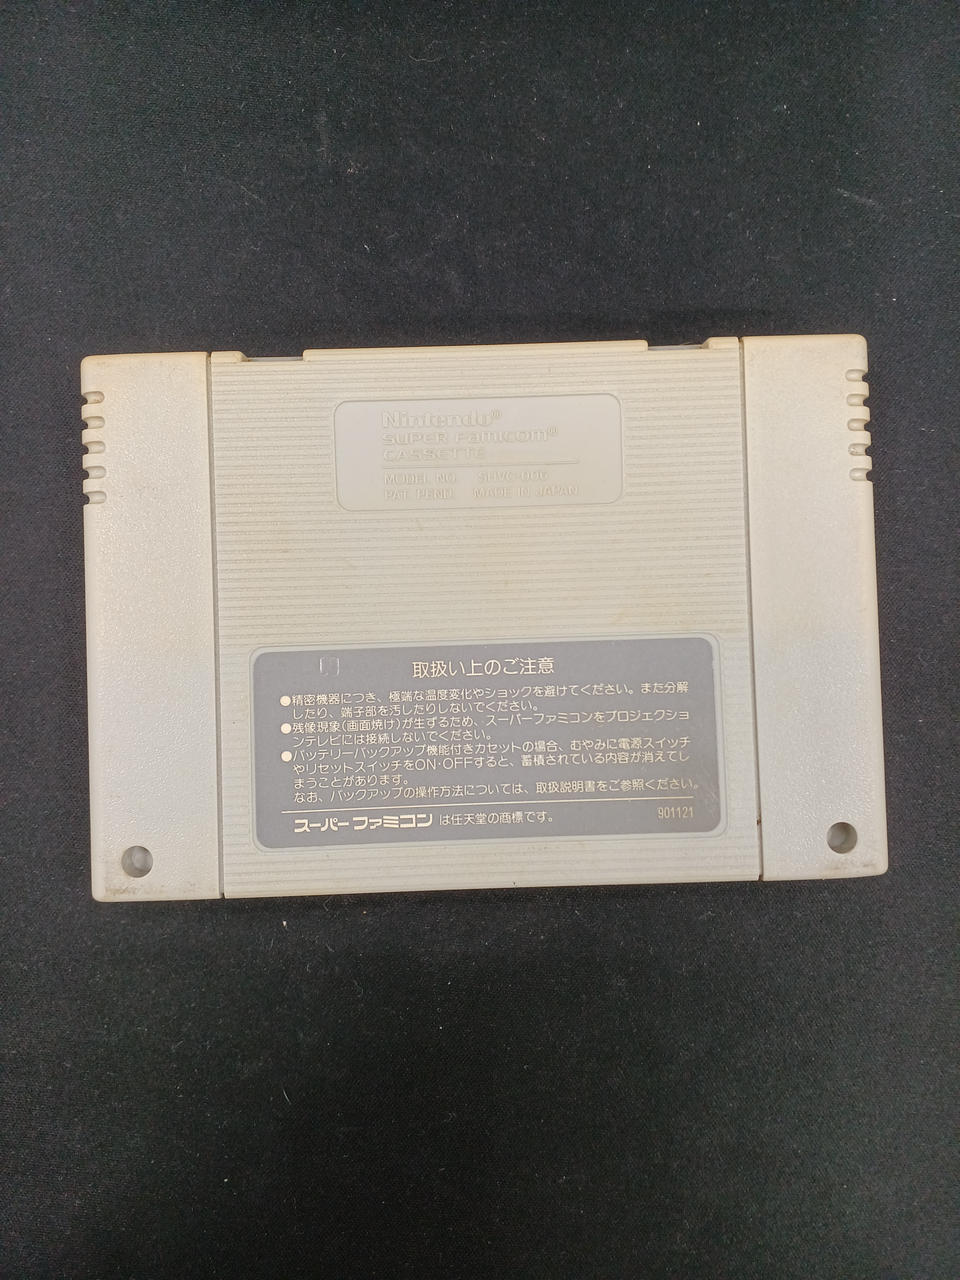 Nintendo®
SUPER Famicom®
CASSETTE
MODEL NO. SHVC-006
PAT. PEND. MADE IN JAPAN
取扱い上のご注意
●精密機器につき、極端な温度変化やショックを避けてください。また分解
したり、端子部を汚したりしないでください。
●残像現象(画面焼け)が生ずるため、スーパーファミコンをプロジェクショ
ンテレビには接続しないでください。
●バッテリーバックアップ機能付きカセットの場合、むやみに電源スイッチ
やリセットスイッチをON・OFFすると、蓄積されている内容が消えてし
まうことがあります。
なお、バックアップの操作方法については、取扱説明書をご参照ください。
スーパーファミコン は任天堂の商標です。
901121